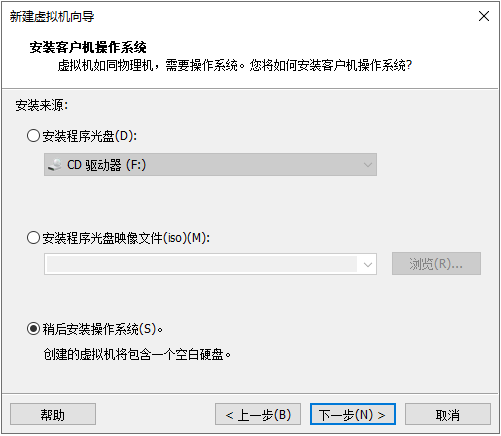 新建虚拟机向导
安装客户机操作系统
虚拟机如同物理机，需要操作系统。您将如何安装客户机操作系统?
安装来源:
安装程序光盘(D):
CD 驱动器 (F:)
安装程序光盘映像文件(iso)(M):
浏览(R)...
稍后安装操作系统(S)。
创建的虚拟机将包含一个空白硬盘。
帮助 < 上一步(B) 下一步(N) > 取消